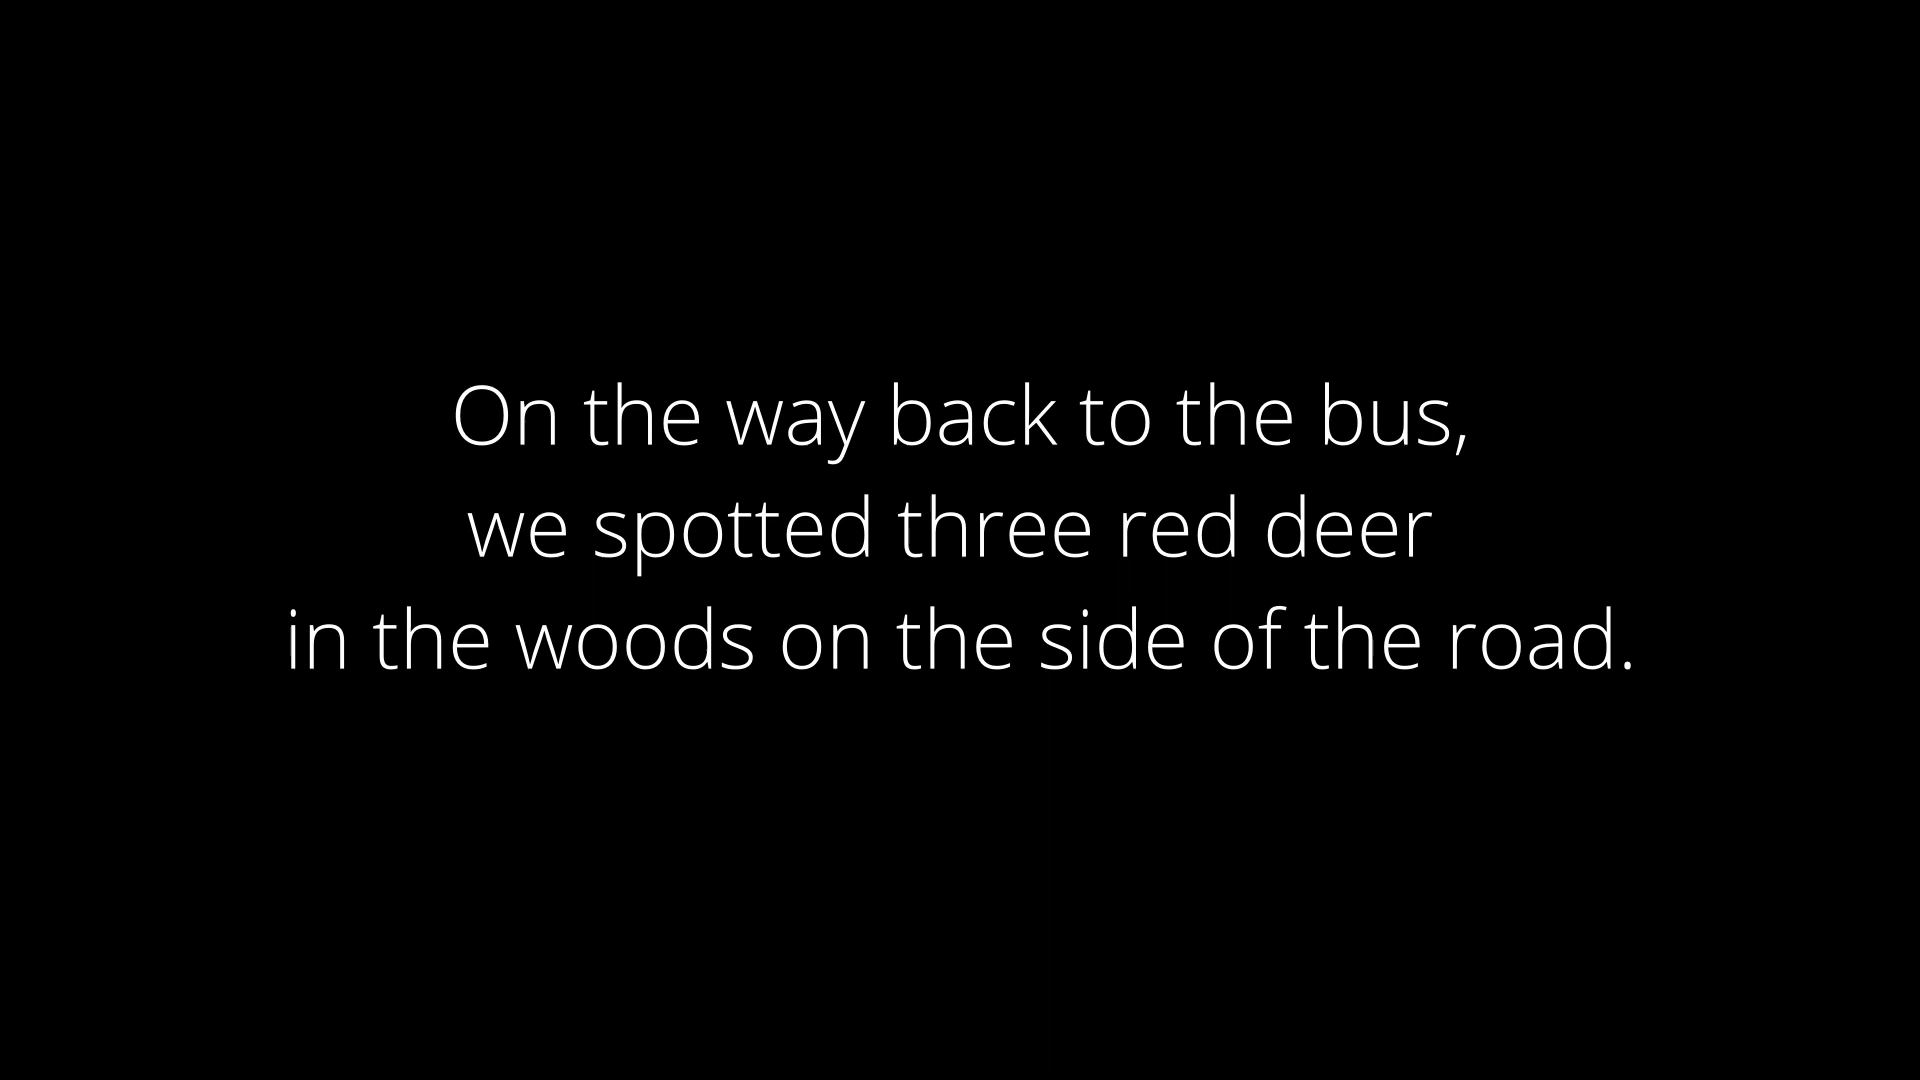 On the way back to the bus,
we spotted three red deer
in the woods on the side of the road.